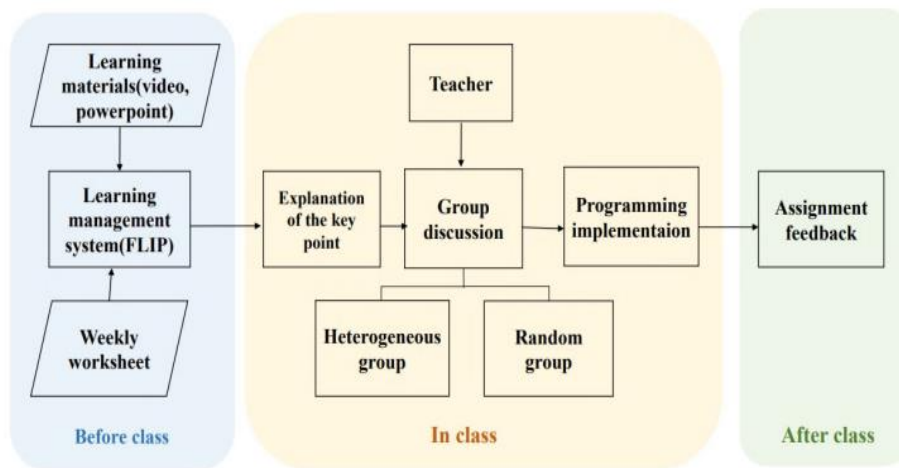 Learning
materials(video,
powerpoint)
Learning
management
system(FLIP)
Weekly
worksheet
Before class
Teacher
Explanation
of the key
point
Group
discussion
Programming
implementaion
Heterogeneous
group
Random
group
In class
Assignment
feedback
After class